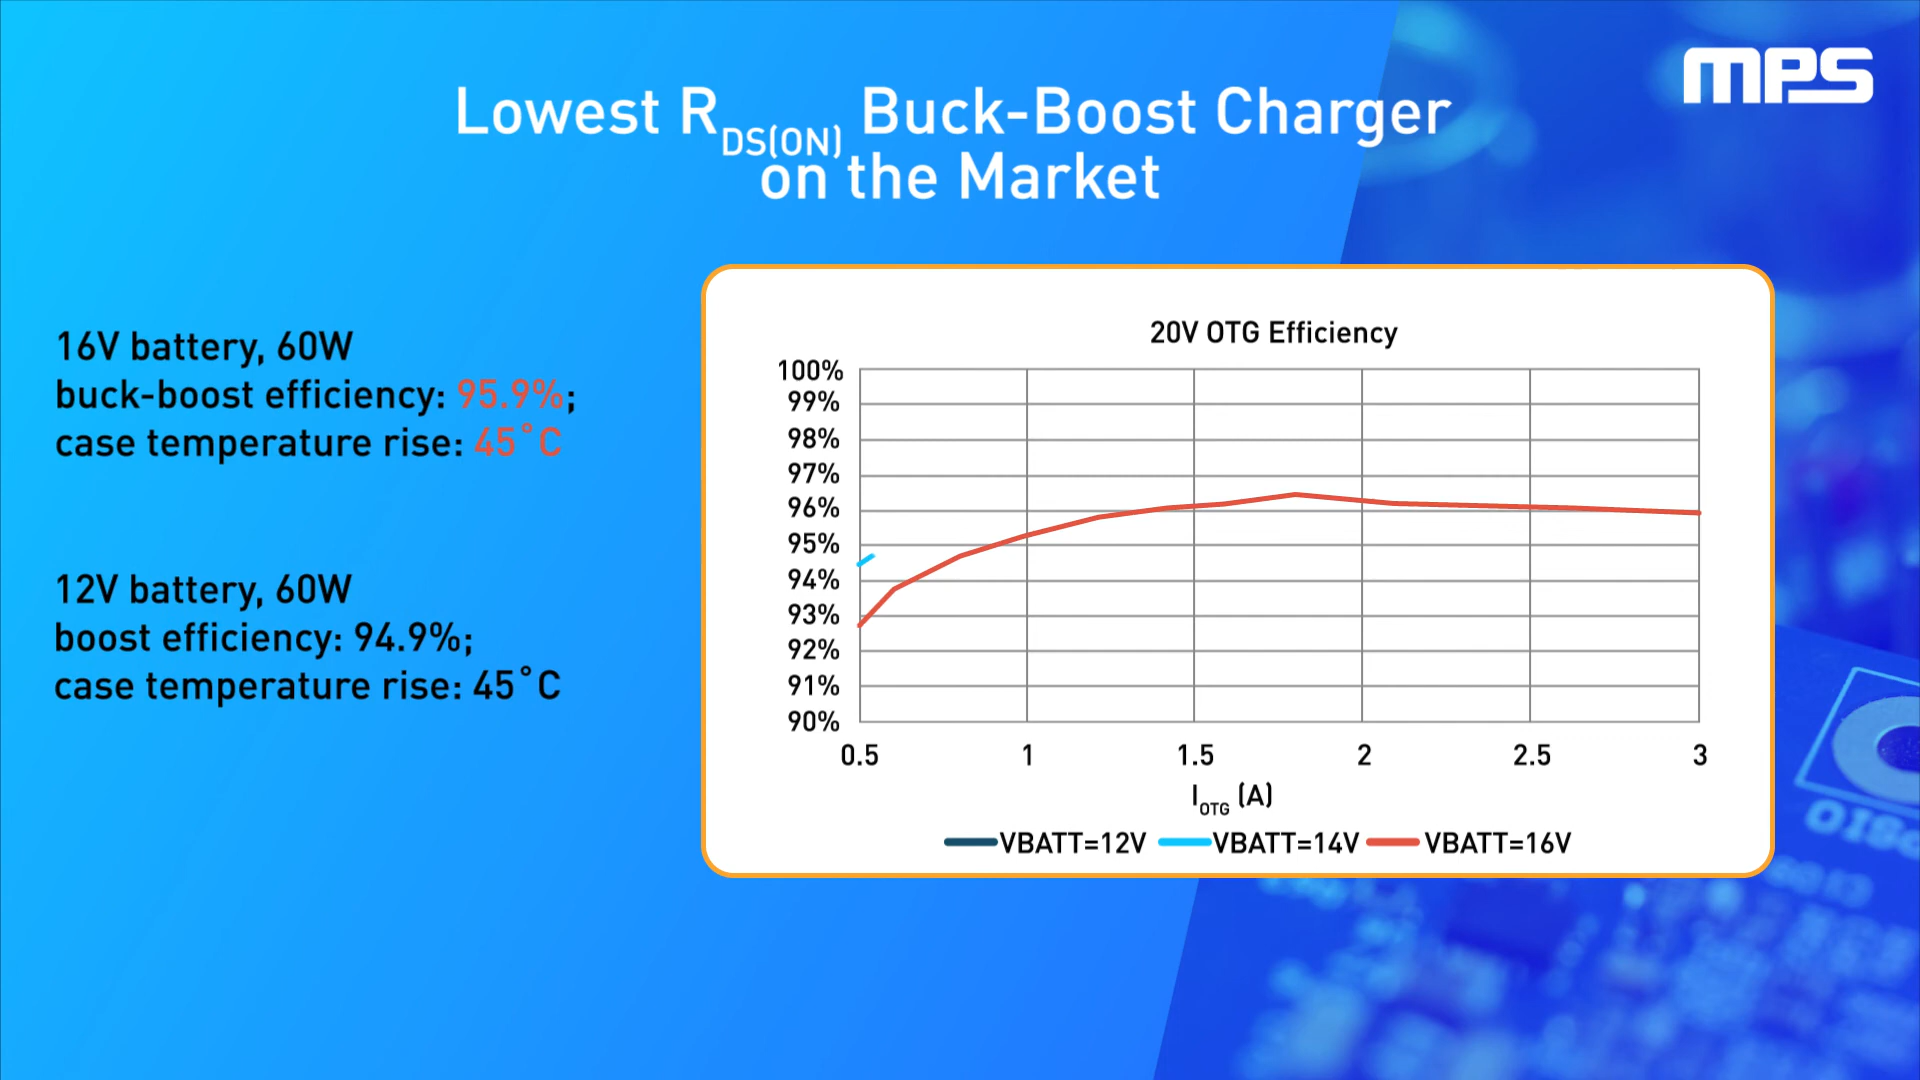 MPS
Lowest RDS(ON) Buck-Boost Charger
on the Market
16V battery, 60W
buck-boost efficiency: 95.9%;
case temperature rise: 45°C
12V battery, 60W
boost efficiency: 94.9%;
case temperature rise: 45°C
20V OTG Efficiency
100%
99%
98%
97%
96%
95%
94%
93%
92%
91%
90%
0.5 1 1.5 2 2.5 3
IOTG (A)
VBATT=12V VBATT=14V VBATT=16V